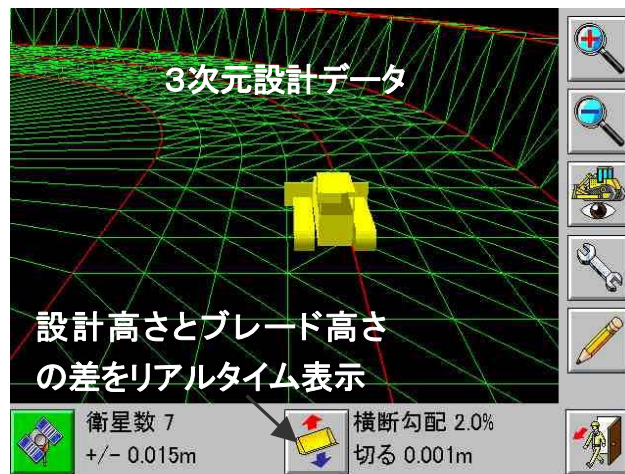 ３次元設計データ
設計高さとブレード高さ
の差をリアルタイム表示
衛星数 7
+/- 0.015m
横断勾配 2.0%
切る 0.001m